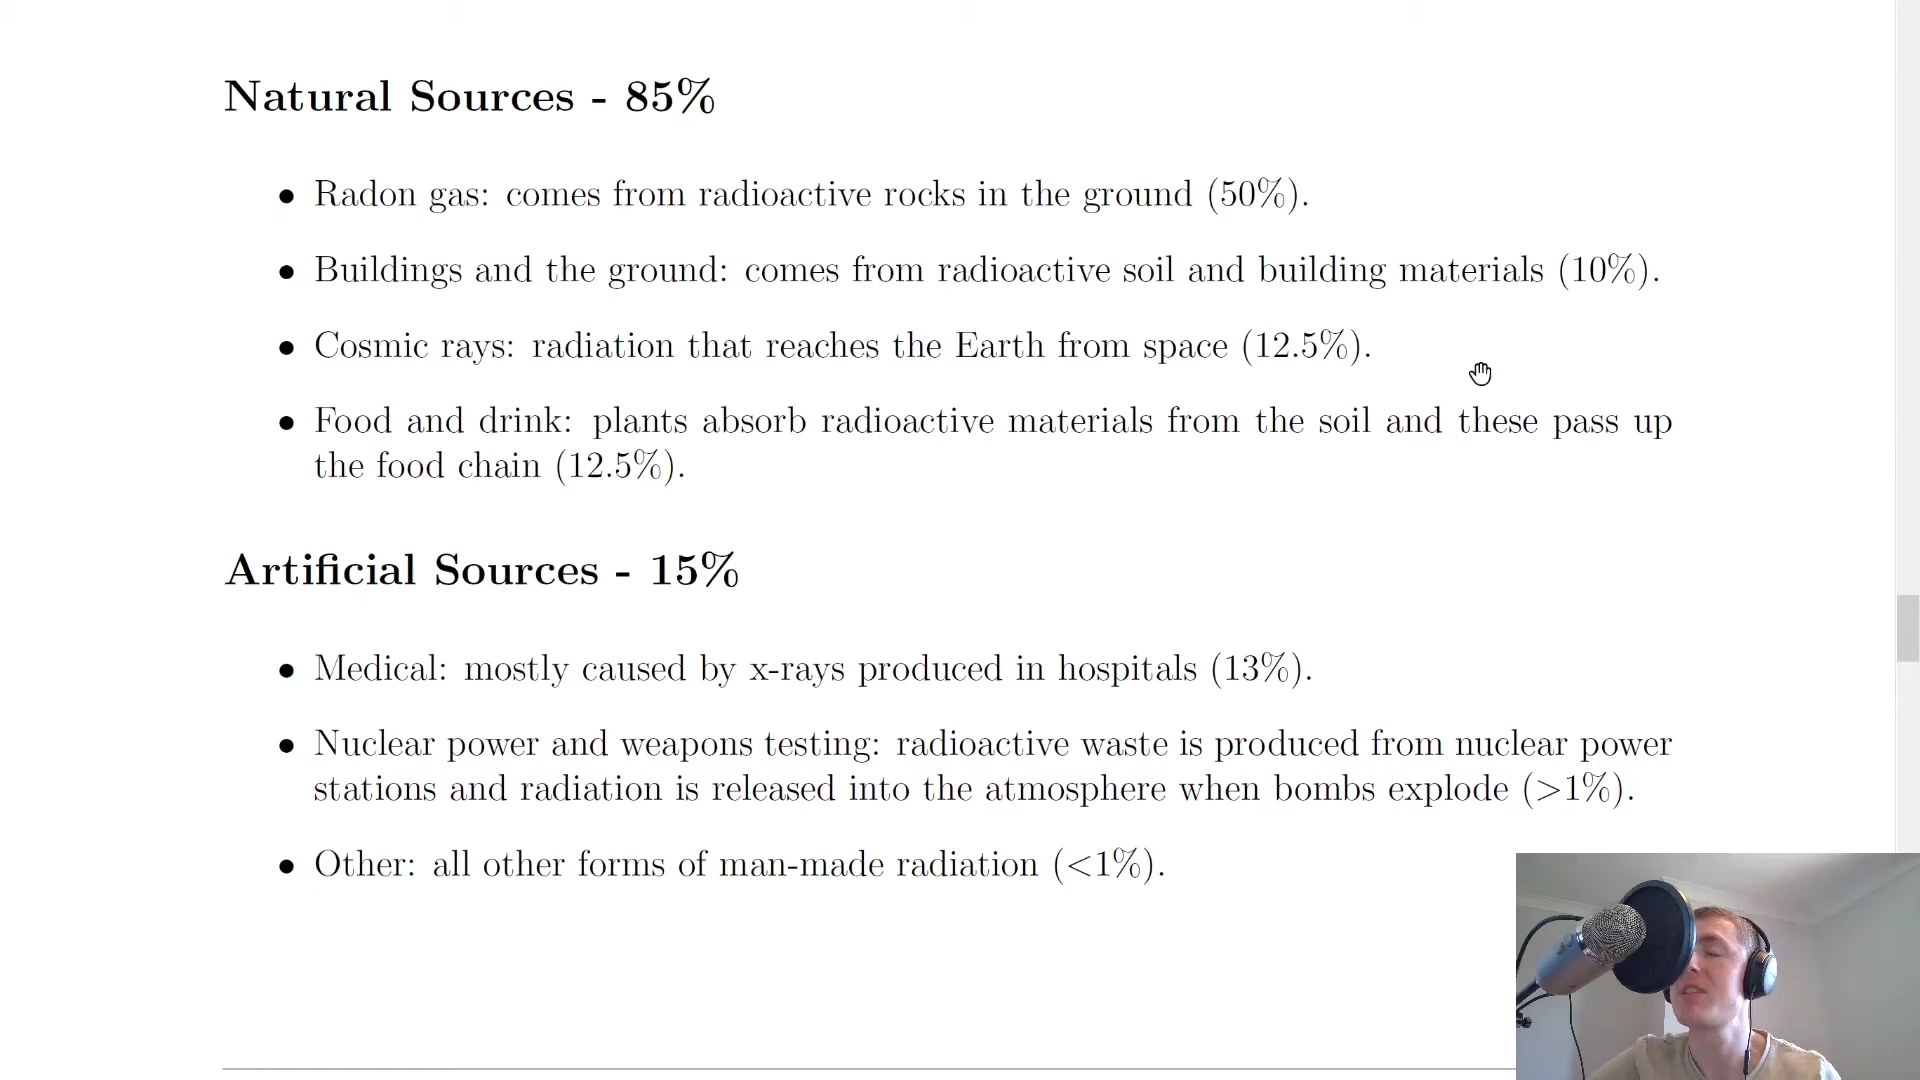 Natural Sources - 85%
• Radon gas: comes from radioactive rocks in the ground (50%).
• Buildings and the ground: comes from radioactive soil and building materials (10%).
• Cosmic rays: radiation that reaches the Earth from space (12.5%).
• Food and drink: plants absorb radioactive materials from the soil and these pass up
the food chain (12.5%).
Artificial Sources - 15%
• Medical: mostly caused by x-rays produced in hospitals (13%).
• Nuclear power and weapons testing: radioactive waste is produced from nuclear power
stations and radiation is released into the atmosphere when bombs explode (>1%).
• Other: all other forms of man-made radiation (<1%).